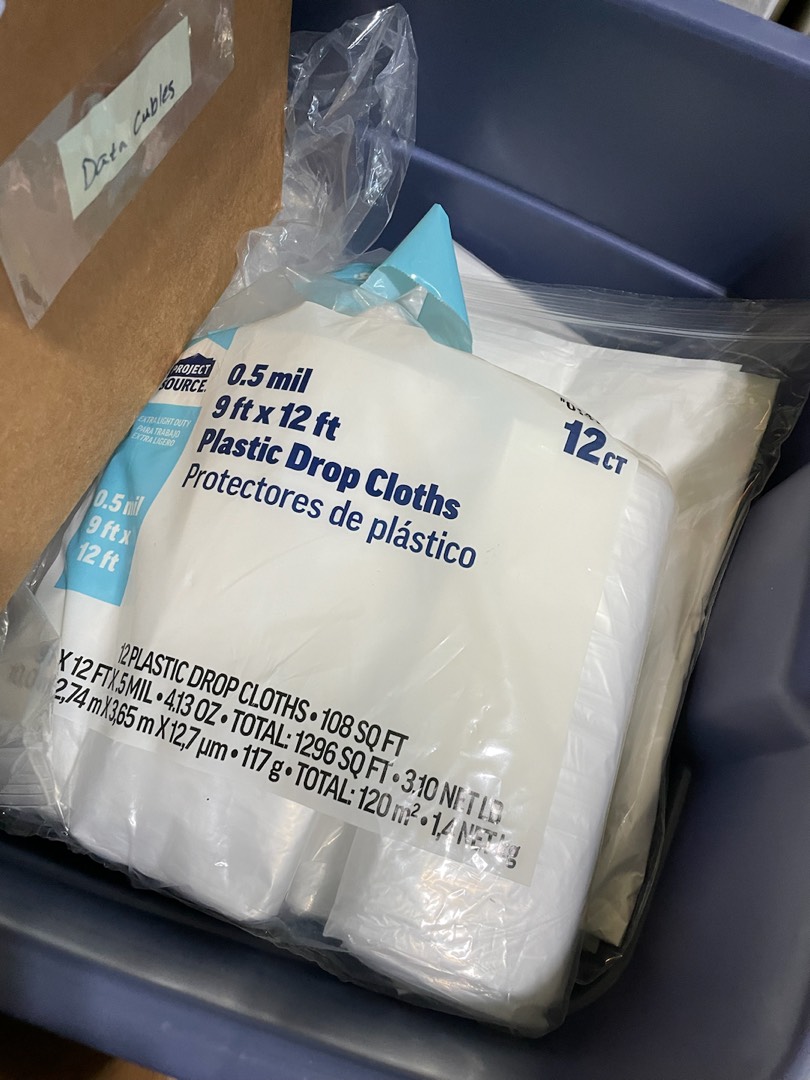 Data Cubles
PROJECT
SOURCE.
0.5 mil
9 ft x 12 ft
Plastic Drop Cloths
Protectores de plástico
12 CT
EXTRA LIGHT DUTY
PARA TRABAJO
EXTRA LIGERO
0.5 mil
9 ft x
12 ft
12 PLASTIC DROP CLOTHS • 108 SQ FT
X 12 FT X .5 MIL • 4.13 OZ • TOTAL: 1296 SQ FT • 3.10 NET LB
2,74 m X 3,65 m X 12,7 µm • 117 g • TOTAL: 120 m² • 1,4 NET kg